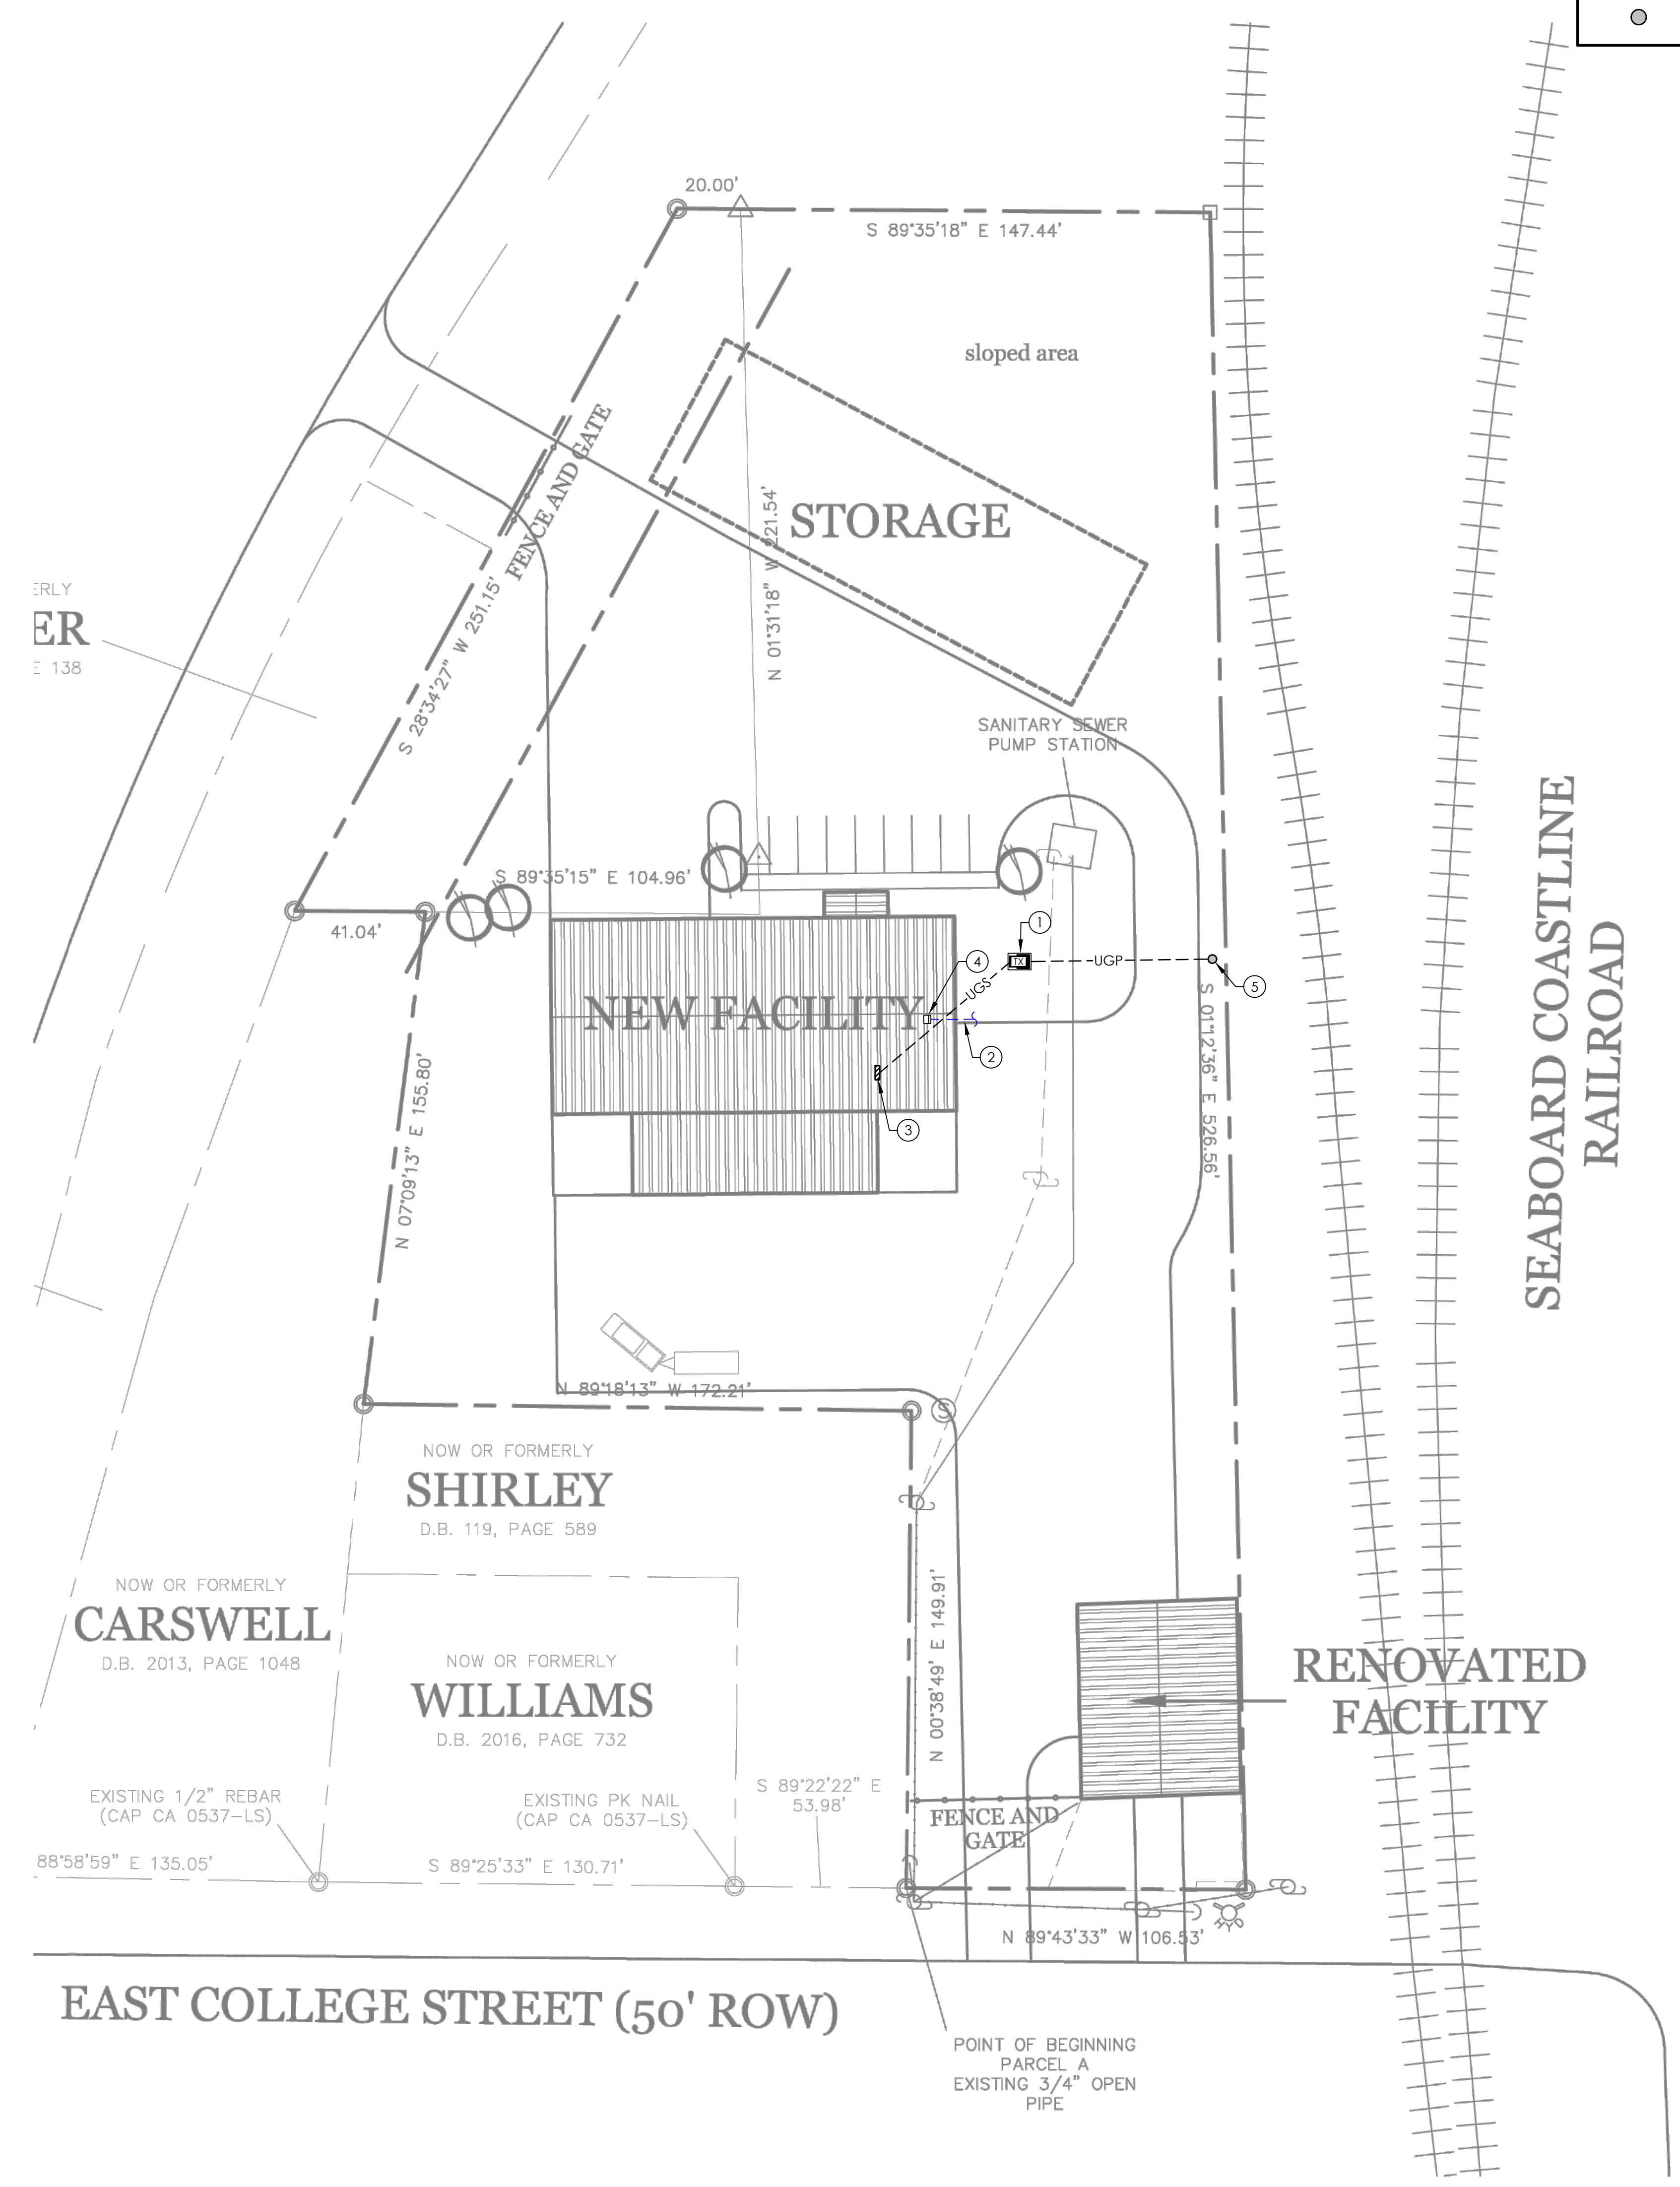 20.00'
S 89°35'18" E 147.44'
sloped area
FENCE AND GATE
STORAGE
N 01°31'18" W 221.54'
S 28°34'27" W 251.15'
ERLY
ER
E 138
SANITARY SEWER
PUMP STATION
S 89°35'15" E 104.96'
41.04'
1
TX
UGP
4
UGS
5
NEW FACILITY
2
3
S 01°12'36" E 526.56'
N 07°09'13" E 155.80'
SEABOARD COASTLINE
RAILROAD
N 89°18'13" W 172.21'
S
NOW OR FORMERLY
SHIRLEY
D.B. 119, PAGE 589
NOW OR FORMERLY
CARSWELL
D.B. 2013, PAGE 1048
NOW OR FORMERLY
WILLIAMS
D.B. 2016, PAGE 732
N 00°38'49' E 149.91'
RENOVATED
FACILITY
EXISTING 1/2" REBAR
(CAP CA 0537-LS)
EXISTING PK NAIL
(CAP CA 0537-LS)
S 89°22'22" E
53.98'
FENCE AND
GATE
88°58'59" E 135.05'
S 89°25'33" E 130.71'
HYD
N 89°43'33" W 106.53'
EAST COLLEGE STREET (50' ROW)
POINT OF BEGINNING
PARCEL A
EXISTING 3/4" OPEN
PIPE